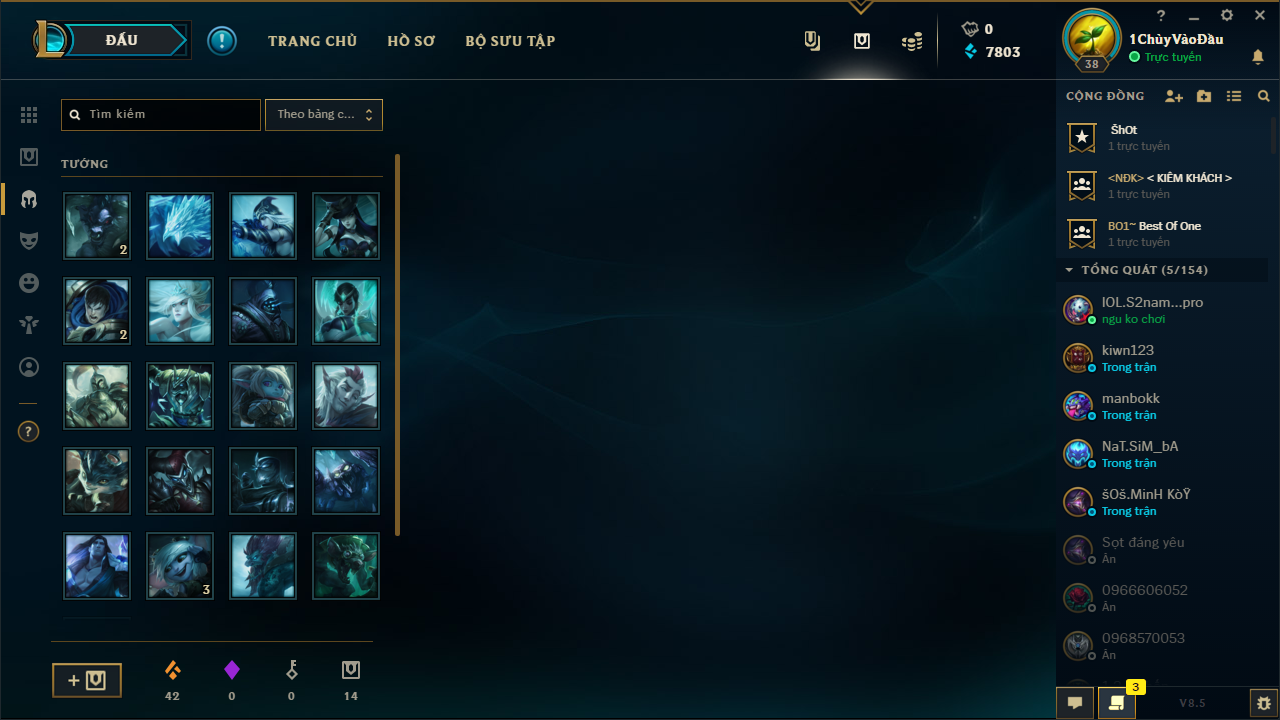 ĐẤU
TRANG CHỦ
HỒ SƠ
BỘ SƯU TẬP
0
7803
38
1ChùyVàoĐầu
Trực tuyến
Tìm kiếm
Theo bảng c...
TƯỚNG
2
2
3
?
42
0
0
14
CỘNG ĐỒNG
ŠhOt
1 trực tuyến
<NĐK> < KIẾM KHÁCH >
1 trực tuyến
BO1~ Best Of One
1 trực tuyến
TỔNG QUÁT (5/154)
lOL.S2nam...pro
ngu ko chơi
kiwn123
Trong trận
manbokk
Trong trận
NaT.SiM_bA
Trong trận
šOš.MinH KòŸ
Trong trận
Sọt đáng yêu
Ẩn
0966606052
Ẩn
0968570053
Ẩn
3
V8.5